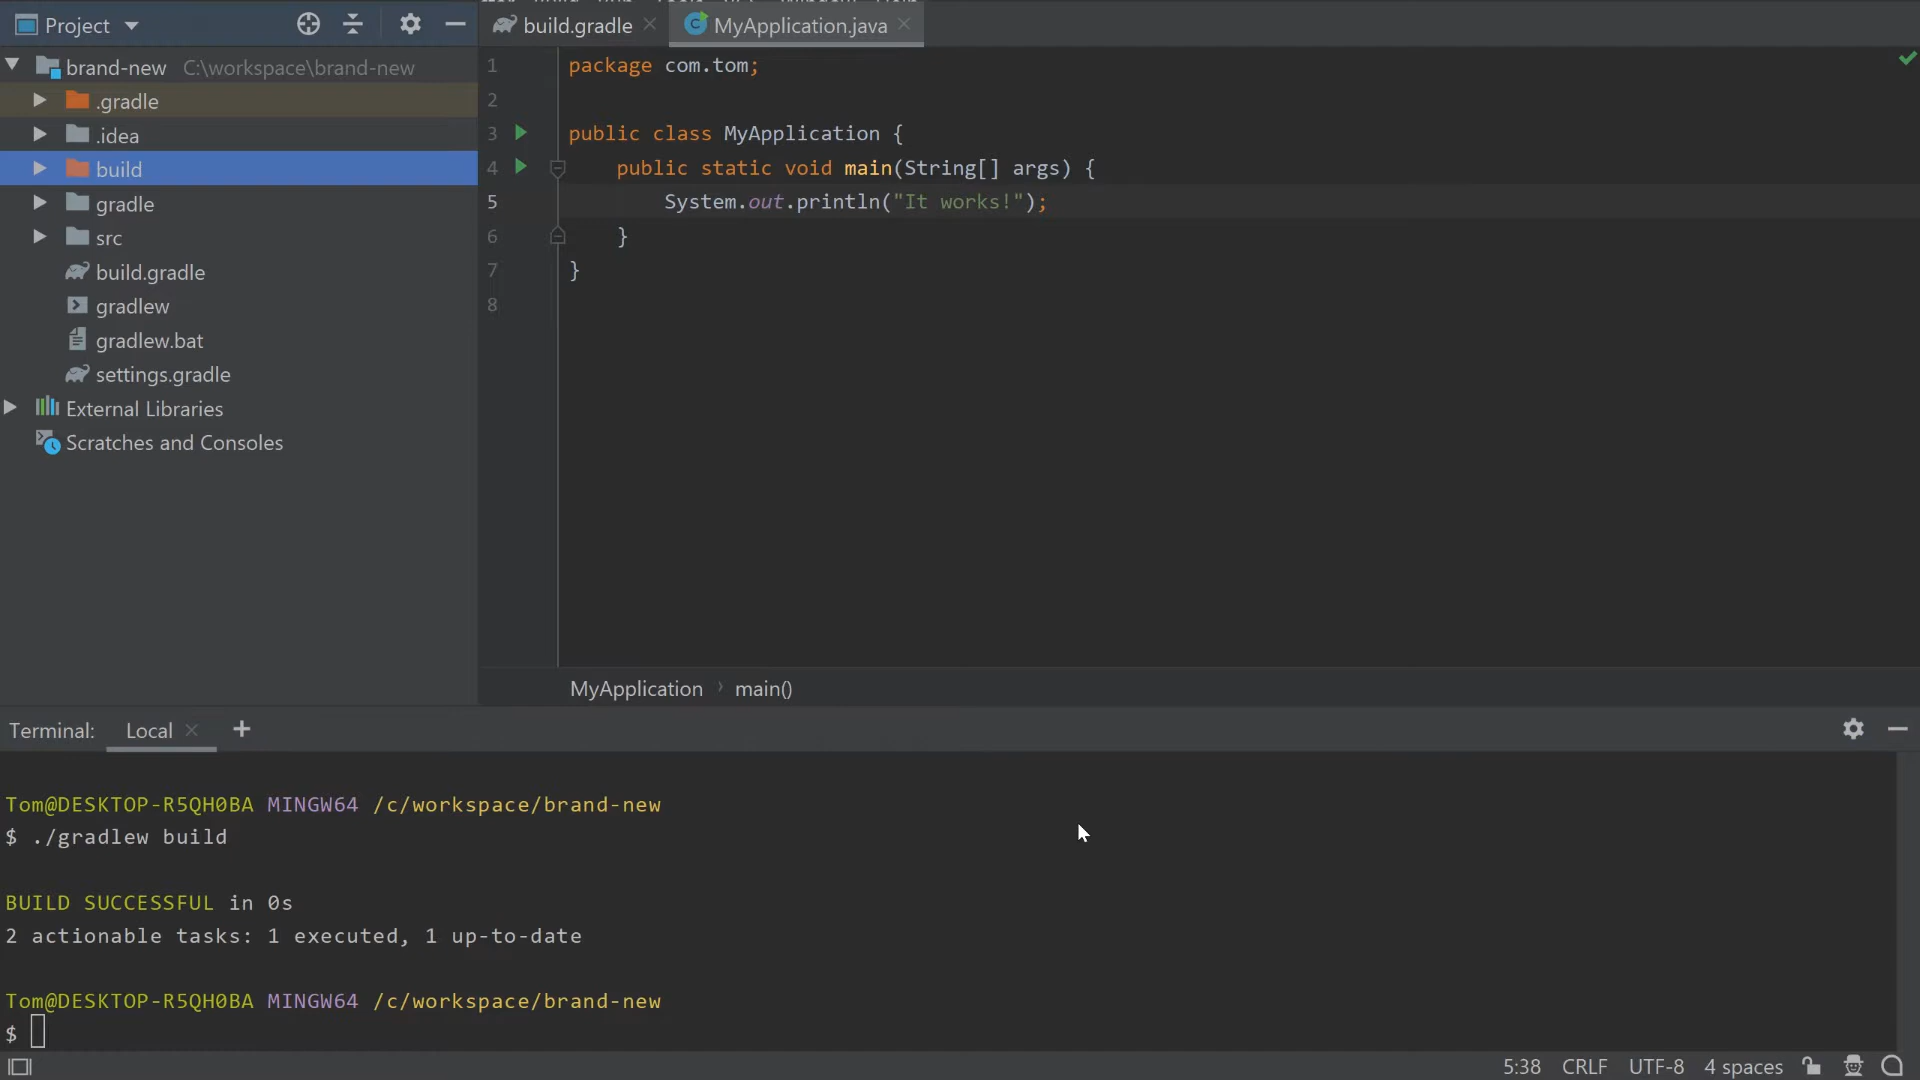 Project
build.gradle
MyApplication.java
brand-new C:\workspace\brand-new
.gradle
.idea
build
gradle
src
build.gradle
gradlew
gradlew.bat
settings.gradle
External Libraries
Scratches and Consoles
1 package com.tom;
2
3 public class MyApplication {
4 public static void main(String[] args) {
5 System.out.println("It works!");
6 }
7 }
8
MyApplication › main()
Terminal: Local +
Tom@DESKTOP-R5QH0BA MINGW64 /c/workspace/brand-new
$ ./gradlew build
BUILD SUCCESSFUL in 0s
2 actionable tasks: 1 executed, 1 up-to-date
Tom@DESKTOP-R5QH0BA MINGW64 /c/workspace/brand-new
$
5:38 CRLF UTF-8 4 spaces